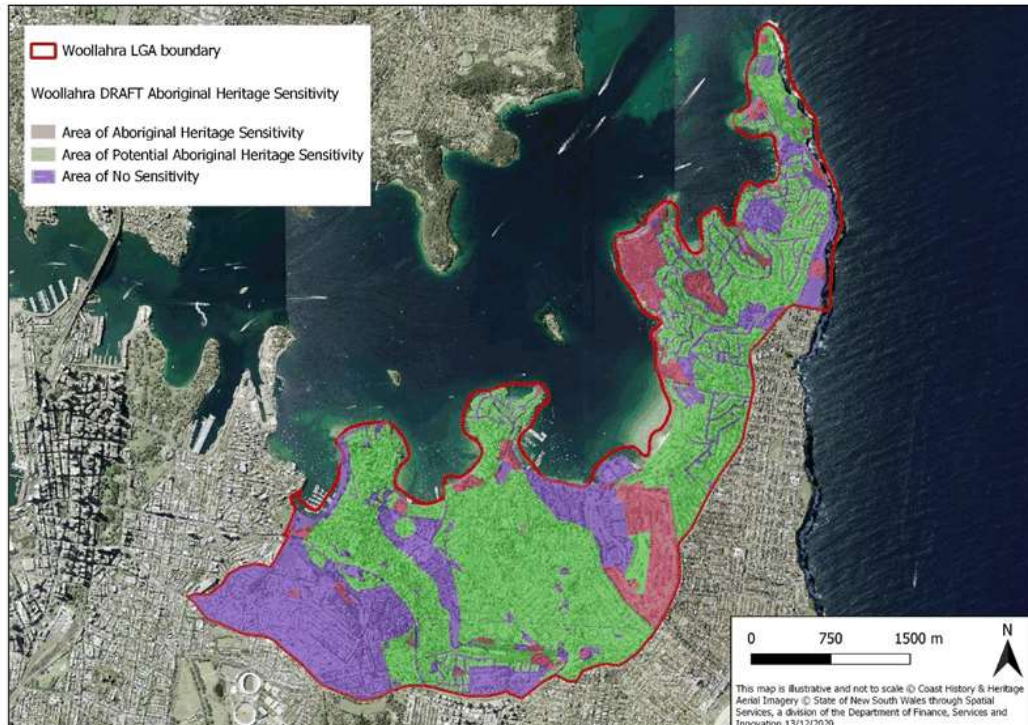 Woollahra LGA boundary
Woollahra DRAFT Aboriginal Heritage Sensitivity
Area of Aboriginal Heritage Sensitivity
Area of Potential Aboriginal Heritage Sensitivity
Area of No Sensitivity
0 750 1500 m
N
This map is illustrative and not to scale © Coast History & Heritage
Aerial Imagery © State of New South Wales through Spatial
Services, a division of the Department of Finance, Services and
Innovation 13/12/2020